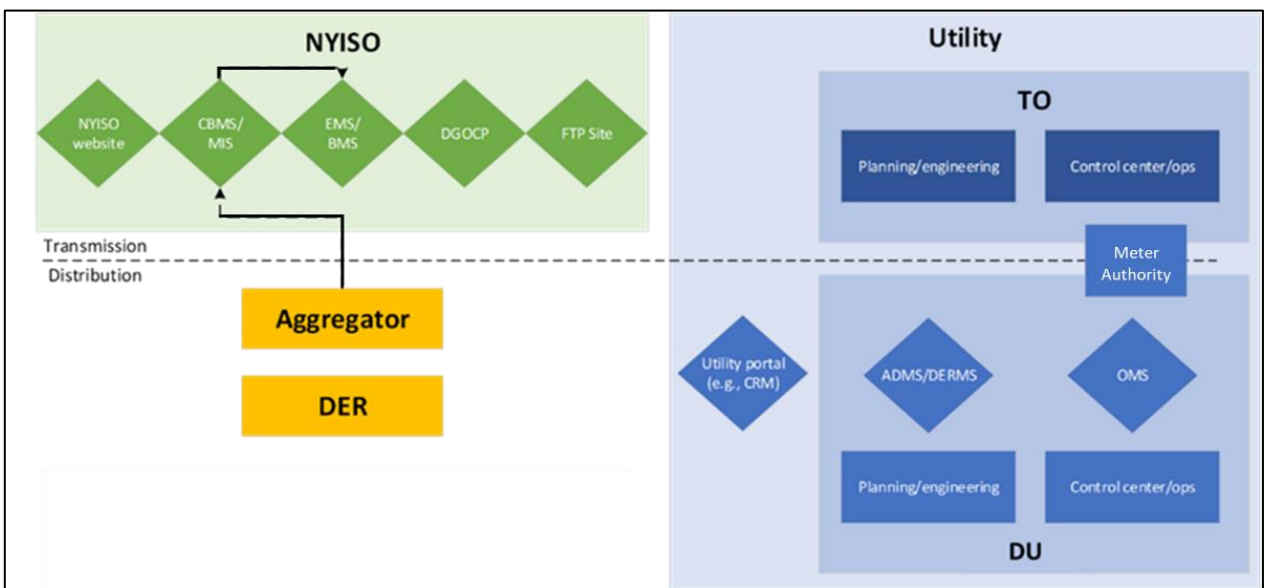 NYISO
NYISO
website
CBMS/
MIS
EMS/
BMS
DGOCP
FTP Site
Transmission
Distribution
Aggregator
DER
Utility
TO
Planning/engineering
Control center/ops
Meter
Authority
Utility portal
(e.g., CRM)
ADMS/DERMS
OMS
Planning/engineering
Control center/ops
DU